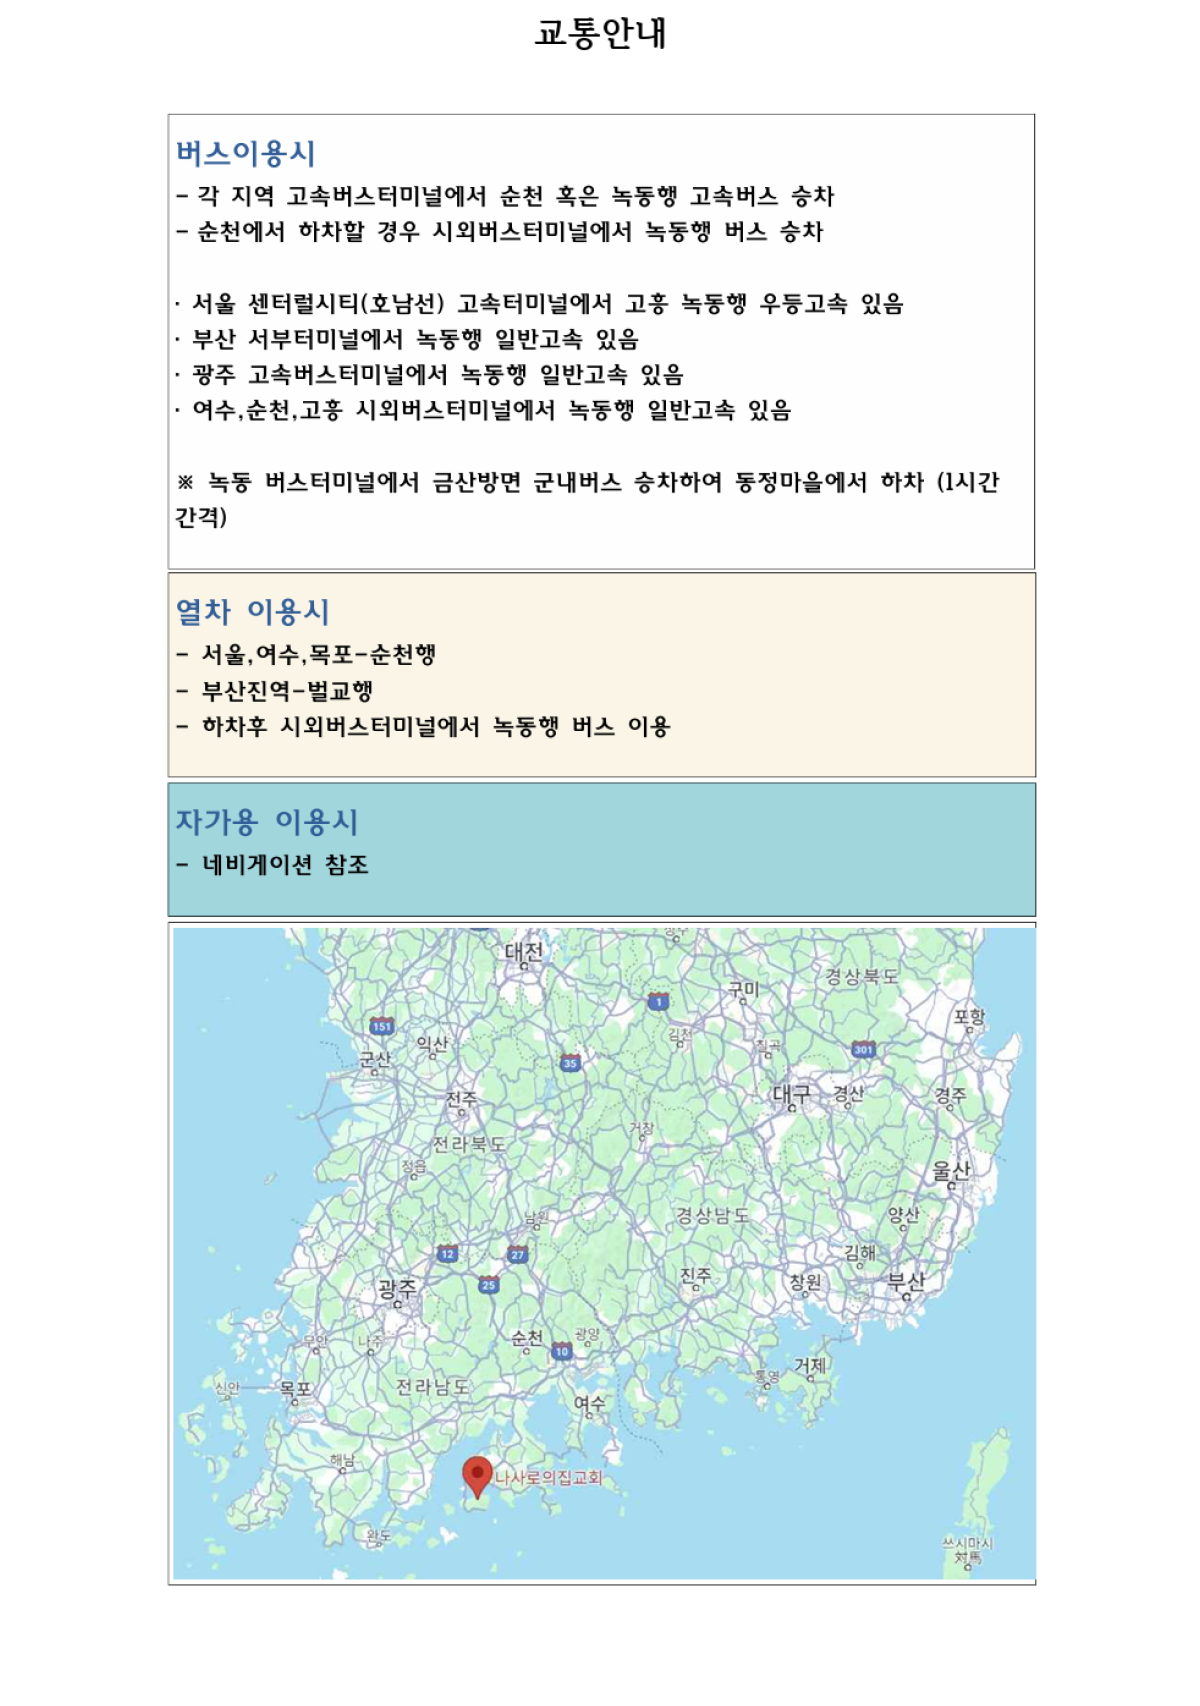 교통안내
버스이용시
- 각 지역 고속버스터미널에서 순천 혹은 녹동행 고속버스 승차
- 순천에서 하차할 경우 시외버스터미널에서 녹동행 버스 승차
· 서울 센터럴시티(호남선) 고속터미널에서 고흥 녹동행 우등고속 있음
· 부산 서부터미널에서 녹동행 일반고속 있음
· 광주 고속버스터미널에서 녹동행 일반고속 있음
· 여수,순천,고흥 시외버스터미널에서 녹동행 일반고속 있음
※ 녹동 버스터미널에서 금산방면 군내버스 승차하여 동정마을에서 하차 (1시간
간격)
열차 이용시
- 서울,여수,목포-순천행
- 부산진역-벌교행
- 하차후 시외버스터미널에서 녹동행 버스 이용
자가용 이용시
- 네비게이션 참조
대전
구미
경상북도
포항
1
151
익산
군산
김천
칠곡
301
35
전주
대구
경산
경주
전라북도
거창
정읍
울산
남원
경상남도
양산
12
27
김해
25
광주
진주
창원
부산
순천
광양
10
무안
나주
거제
통영
신안
목포
전라남도
여수
해남
나사로의집교회
완도
쓰시마시
対馬